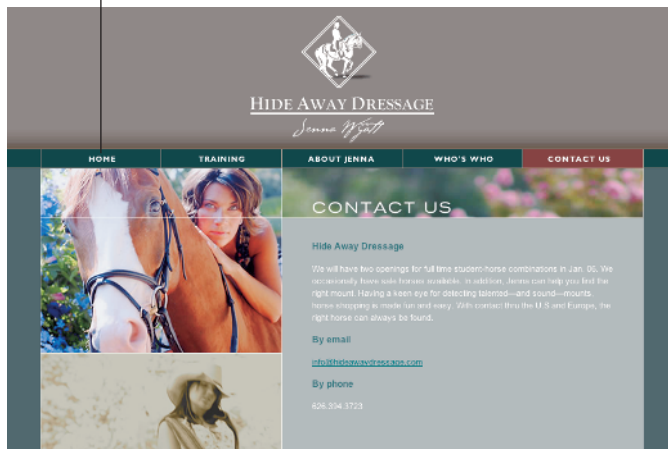 HIDE AWAY DRESSAGE
Jenna Wyatt
HOME TRAINING ABOUT JENNA WHO'S WHO CONTACT US
CONTACT US
Hide Away Dressage
We will have two openings for full time student-horse combinations in Jan. 06. We
occasionally have sale horses available. In addition, Jenna can help you find the
right mount. Having a keen eye for detecting talented—and sound—mounts,
horse shopping is made fun and easy. With contact thru the U.S and Europe, the
right horse can always be found.
By email
info@hideawaydressage.com
By phone
626.394.3723